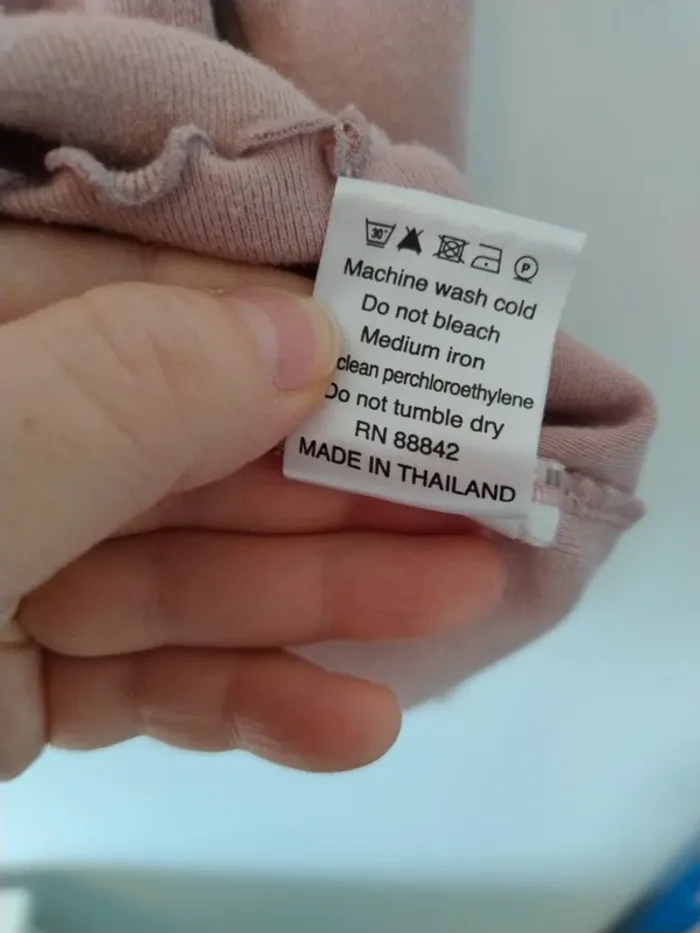 30°
P
Machine wash cold
Do not bleach
Medium iron
clean perchloroethylene
Do not tumble dry
RN 88842
MADE IN THAILAND